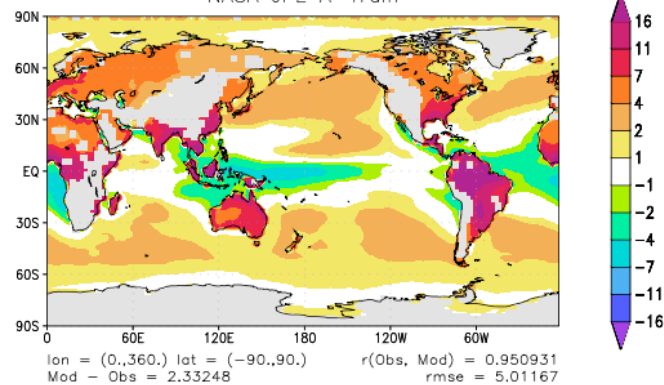 90N
60N
30N
EQ
30S
60S
90S
0 60E 120E 180 120W 60W
16
11
7
4
2
1
−1
−2
−4
−7
−11
−16
lon = (0.,360.) lat = (−90.,90.) r(Obs, Mod) = 0.950931
Mod − Obs = 2.33248 rmse = 5.01167